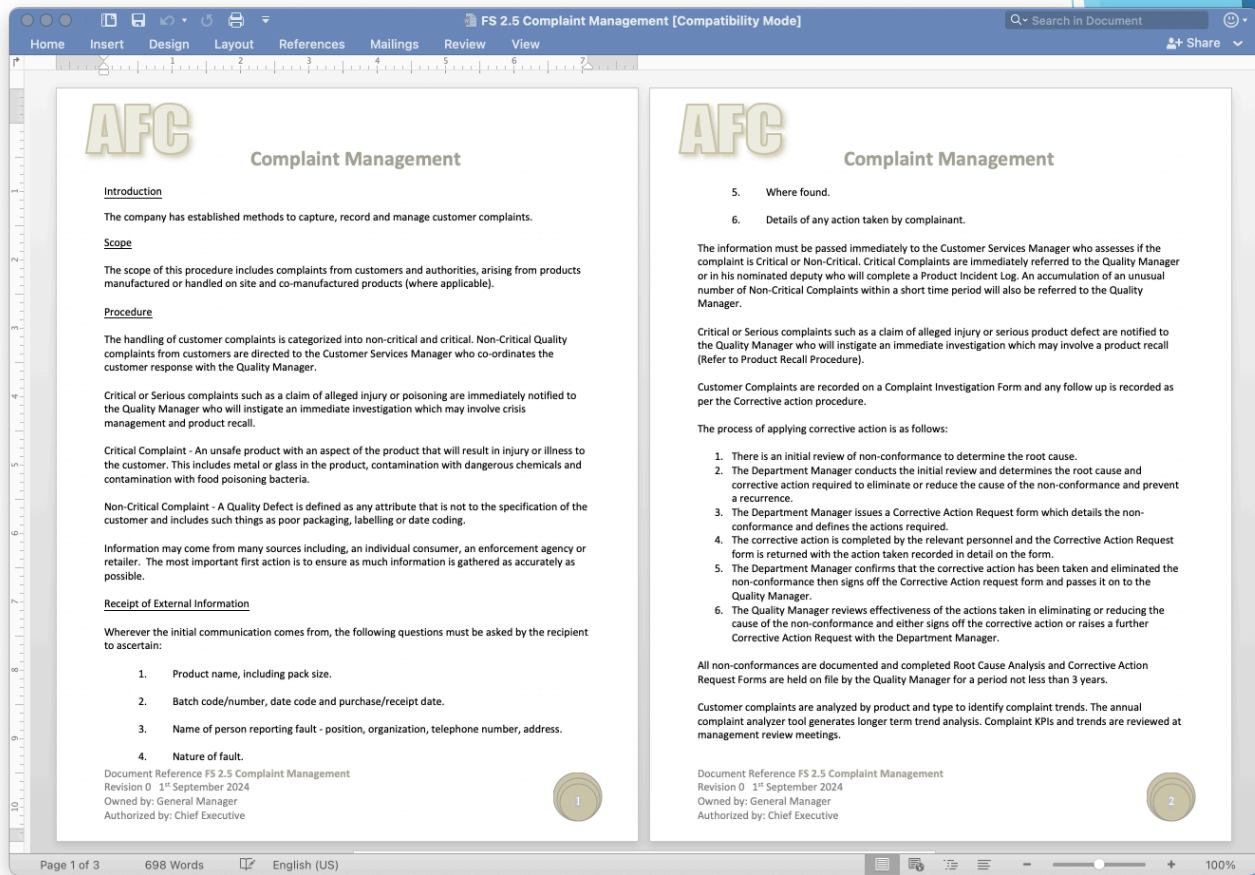 FS 2.5 Complaint Management [Compatibility Mode]
Search in Document
Home Insert Design Layout References Mailings Review View
Share
1 2 3 4 5 6 7
AFC
Complaint Management
Introduction
The company has established methods to capture, record and manage customer complaints.
Scope
The scope of this procedure includes complaints from customers and authorities, arising from products
manufactured or handled on site and co-manufactured products (where applicable).
Procedure
The handling of customer complaints is categorized into non-critical and critical. Non-Critical Quality
complaints from customers are directed to the Customer Services Manager who co-ordinates the
customer response with the Quality Manager.
Critical or Serious complaints such as a claim of alleged injury or poisoning are immediately notified to
the Quality Manager who will instigate an immediate investigation which may involve crisis
management and product recall.
Critical Complaint - An unsafe product with an aspect of the product that will result in injury or illness to
the customer. This includes metal or glass in the product, contamination with dangerous chemicals and
contamination with food poisoning bacteria.
Non-Critical Complaint - A Quality Defect is defined as any attribute that is not to the specification of the
customer and includes such things as poor packaging, labelling or date coding.
Information may come from many sources including, an individual consumer, an enforcement agency or
retailer. The most important first action is to ensure as much information is gathered as accurately as
possible.
Receipt of External Information
Wherever the initial communication comes from, the following questions must be asked by the recipient
to ascertain:
1. Product name, including pack size.
2. Batch code/number, date code and purchase/receipt date.
3. Name of person reporting fault - position, organization, telephone number, address.
4. Nature of fault.
Document Reference FS 2.5 Complaint Management
Revision 0 1st September 2024
Owned by: General Manager
Authorized by: Chief Executive
1
AFC
Complaint Management
5. Where found.
6. Details of any action taken by complainant.
The information must be passed immediately to the Customer Services Manager who assesses if the
complaint is Critical or Non-Critical. Critical Complaints are immediately referred to the Quality Manager
or in his nominated deputy who will complete a Product Incident Log. An accumulation of an unusual
number of Non-Critical Complaints within a short time period will also be referred to the Quality
Manager.
Critical or Serious complaints such as a claim of alleged injury or serious product defect are notified to
the Quality Manager who will instigate an immediate investigation which may involve a product recall
(Refer to Product Recall Procedure).
Customer Complaints are recorded on a Complaint Investigation Form and any follow up is recorded as
per the Corrective action procedure.
The process of applying corrective action is as follows:
1. There is an initial review of non-conformance to determine the root cause.
2. The Department Manager conducts the initial review and determines the root cause and
corrective action required to eliminate or reduce the cause of the non-conformance and prevent
a recurrence.
3. The Department Manager issues a Corrective Action Request form which details the non-
conformance and defines the actions required.
4. The corrective action is completed by the relevant personnel and the Corrective Action Request
form is returned with the action taken recorded in detail on the form.
5. The Department Manager confirms that the corrective action has been taken and eliminated the
non-conformance then signs off the Corrective Action request form and passes it on to the
Quality Manager.
6. The Quality Manager reviews effectiveness of the actions taken in eliminating or reducing the
cause of the non-conformance and either signs off the corrective action or raises a further
Corrective Action Request with the Department Manager.
All non-conformances are documented and completed Root Cause Analysis and Corrective Action
Request Forms are held on file by the Quality Manager for a period not less than 3 years.
Customer complaints are analyzed by product and type to identify complaint trends. The annual
complaint analyzer tool generates longer term trend analysis. Complaint KPIs and trends are reviewed at
management review meetings.
Document Reference FS 2.5 Complaint Management
Revision 0 1st September 2024
Owned by: General Manager
Authorized by: Chief Executive
2
Page 1 of 3 698 Words English (US) 100%